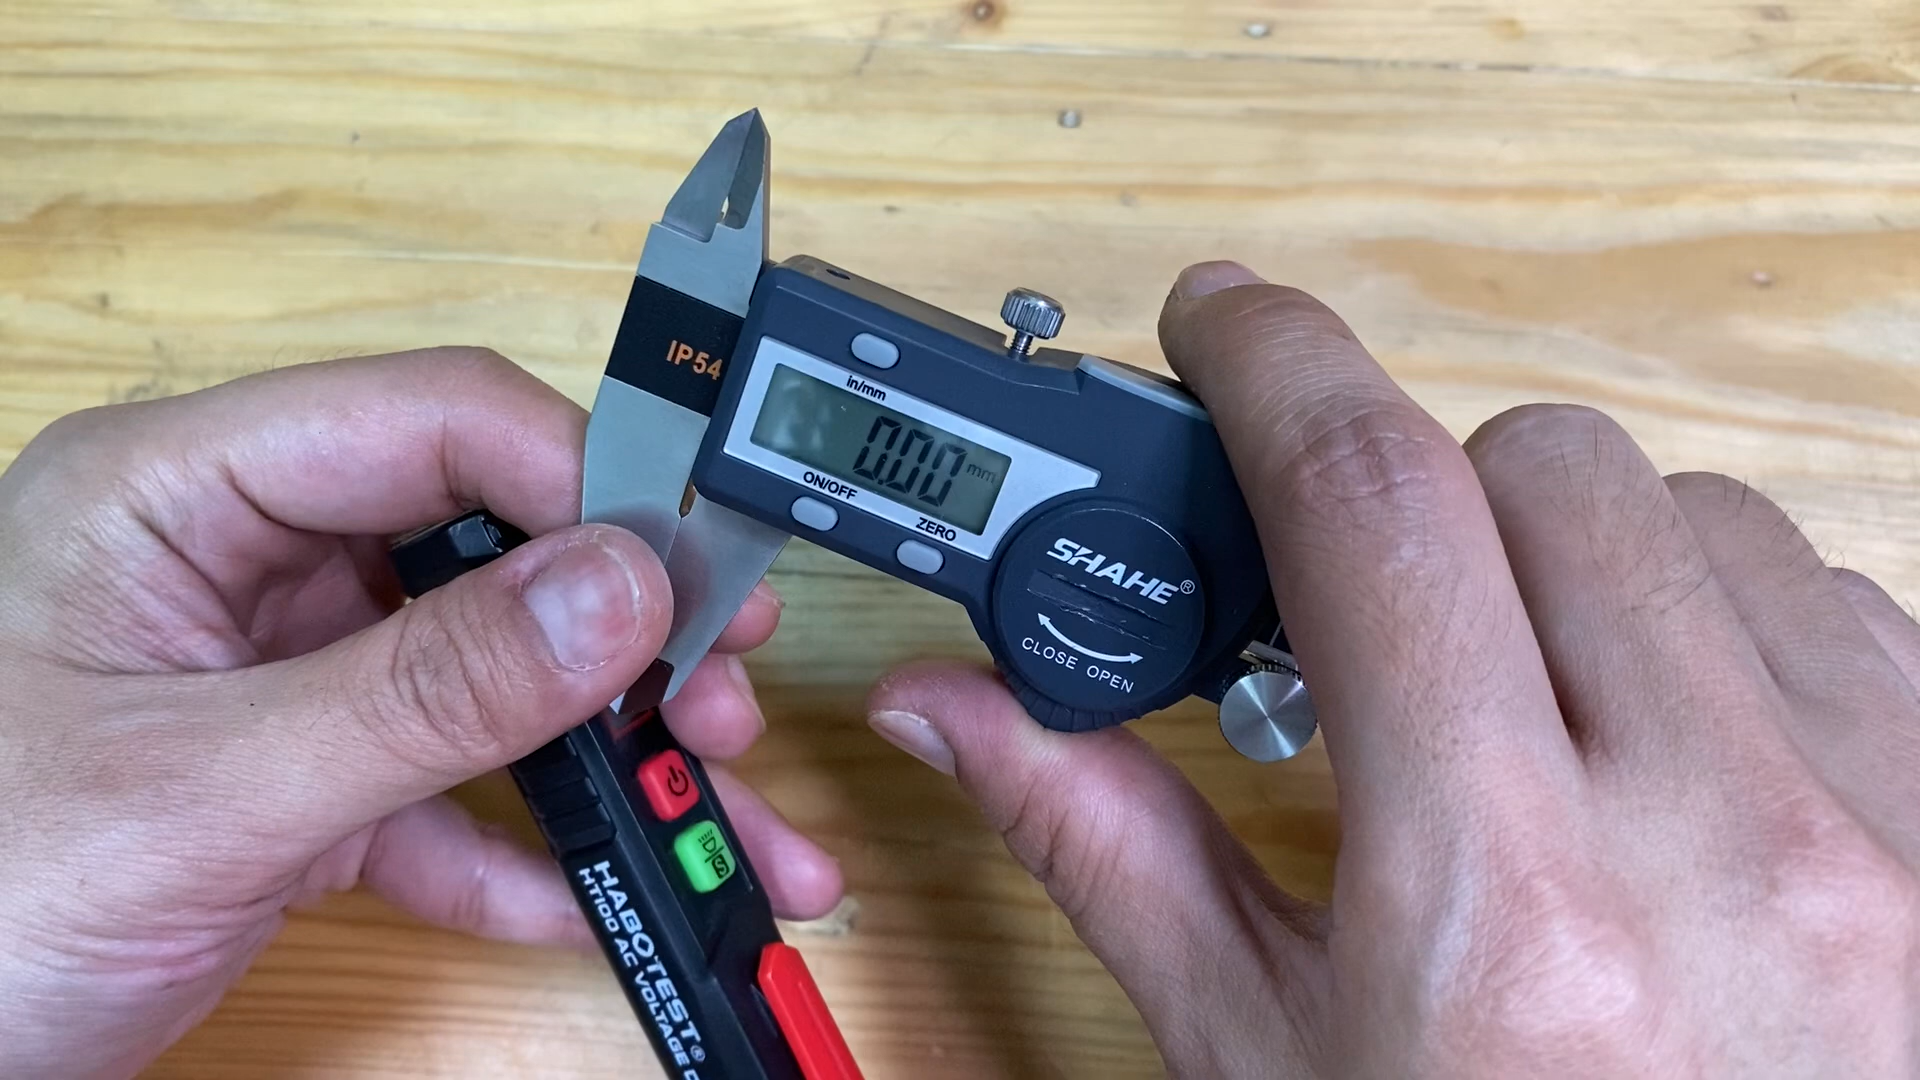 IP54
in/mm
0.00 mm
ON/OFF
ZERO
SHAHE®
CLOSE OPEN
HABOTEST®
HT100 AC VOLTAGE